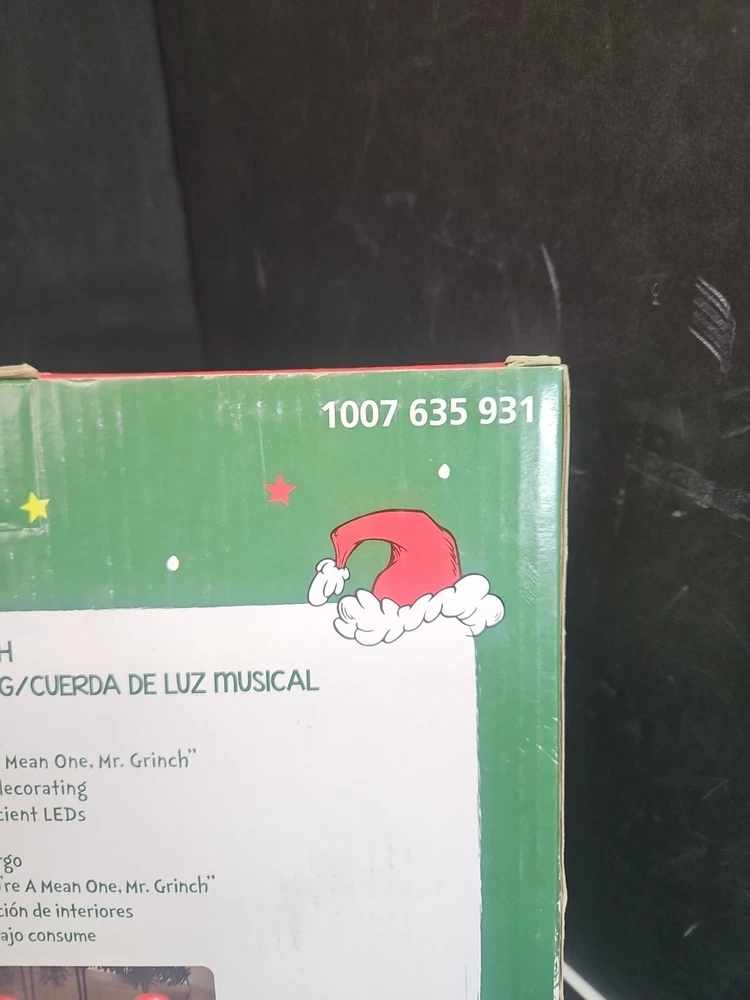 1007 635 931
H
G/CUERDA DE LUZ MUSICAL
Mean One, Mr. Grinch"
decorating
cient LEDs
rgo
're A Mean One, Mr. Grinch"
ción de interiores
ajo consume